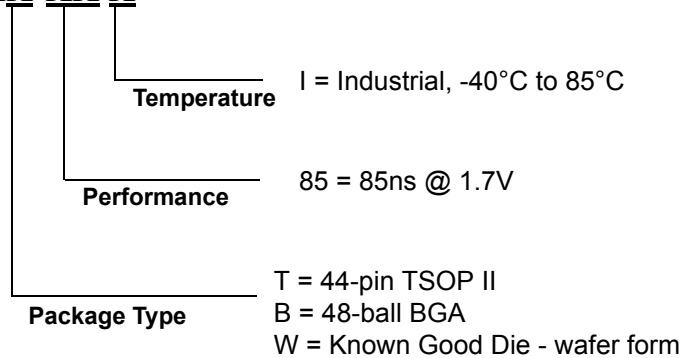 I = Industrial, -40°C to 85°C
Temperature
85 = 85ns @ 1.7V
Performance
T = 44-pin TSOP II
Package Type
B = 48-ball BGA
W = Known Good Die - wafer form